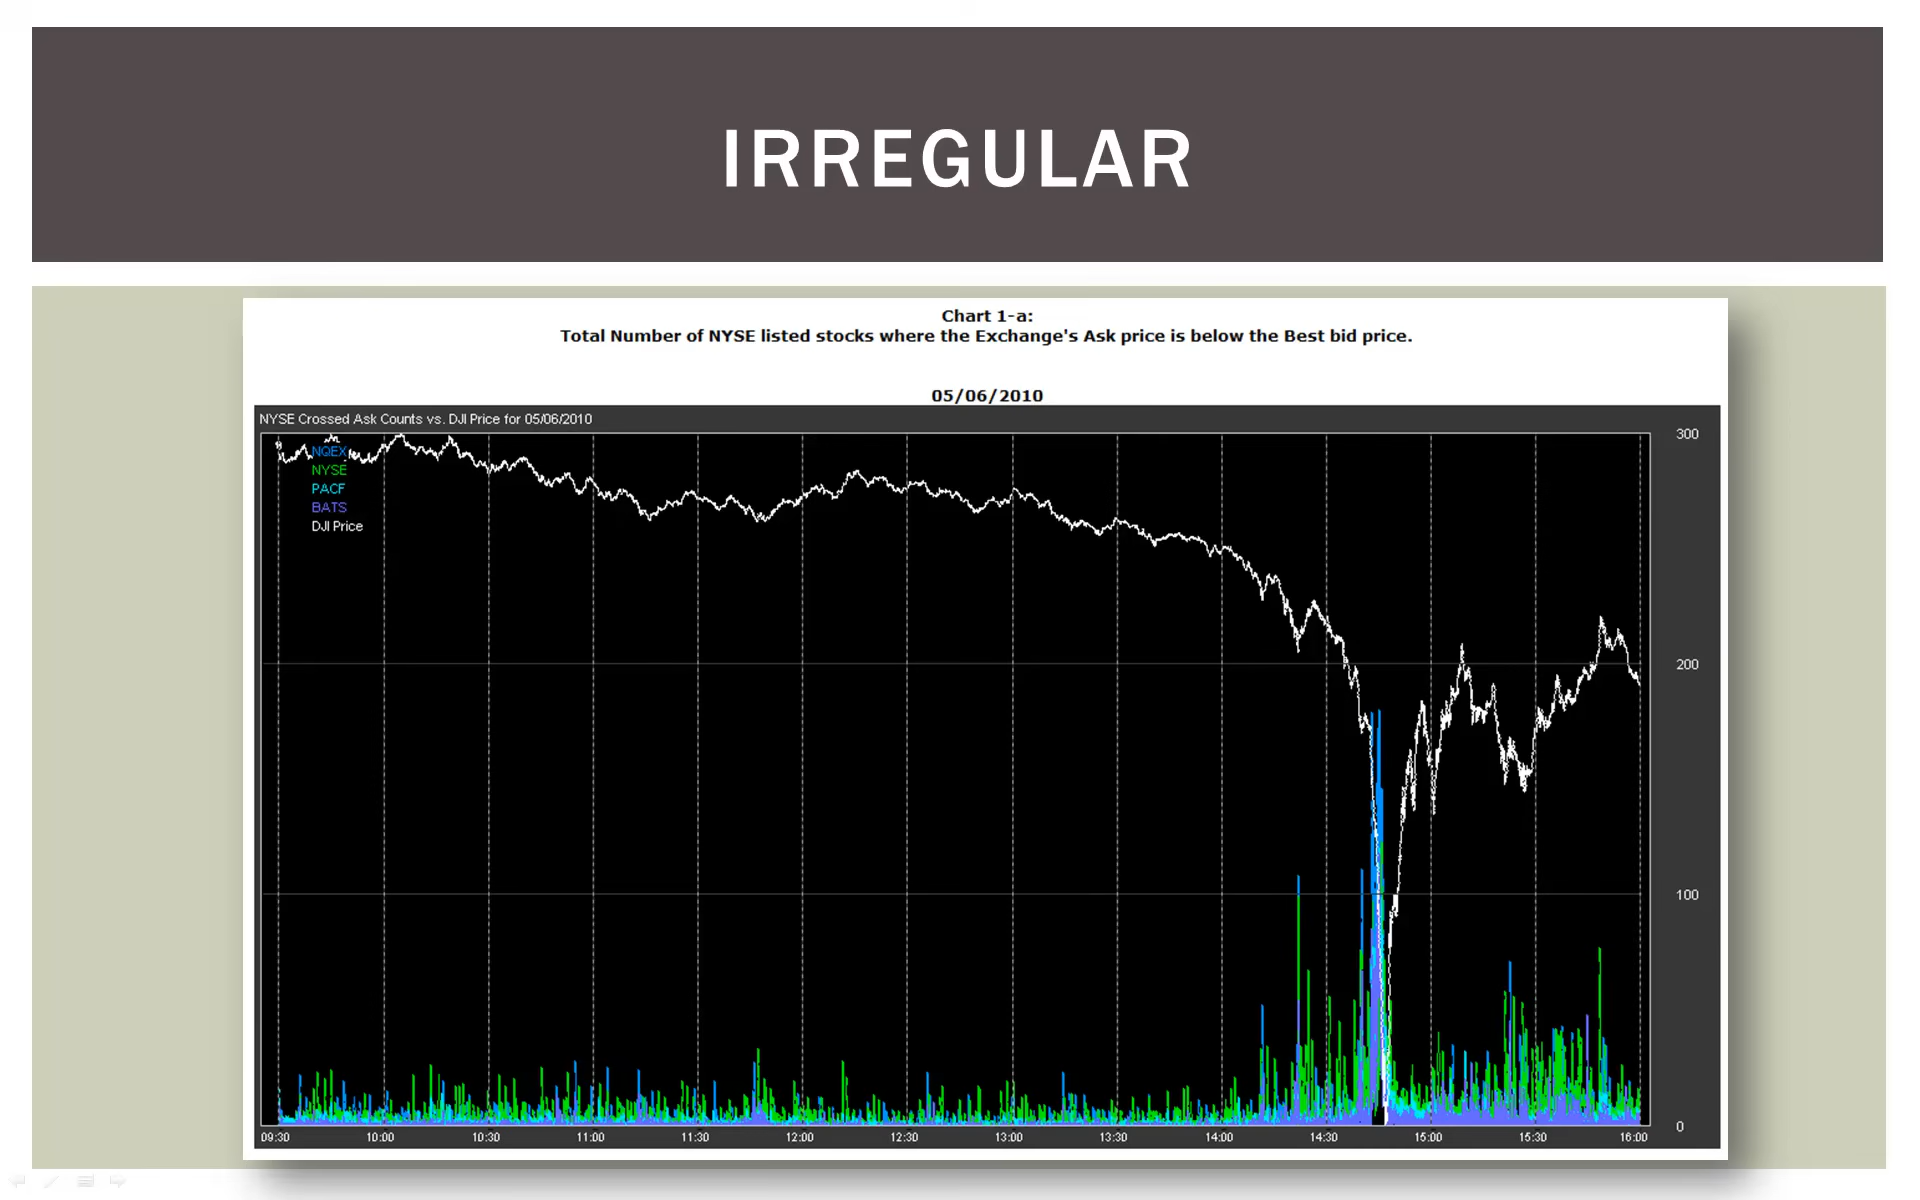 IRREGULAR
Chart 1-a:
Total Number of NYSE listed stocks where the Exchange's Ask price is below the Best bid price.
05/06/2010
NYSE Crossed Ask Counts vs. DJI Price for 05/06/2010
NQEX
NYSE
PACF
BATS
DJI Price
300
200
100
0
09:30 10:00 10:30 11:00 11:30 12:00 12:30 13:00 13:30 14:00 14:30 15:00 15:30 16:00